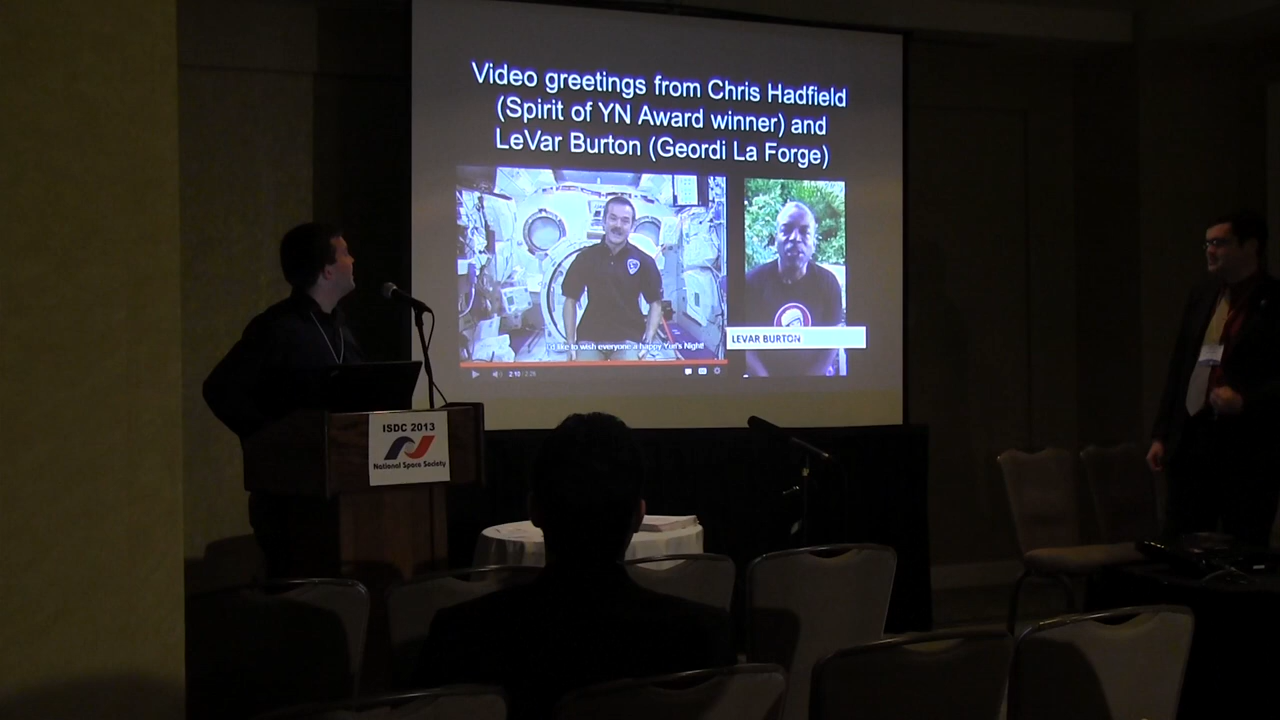 Video greetings from Chris Hadfield
(Spirit of YN Award winner) and
LeVar Burton (Geordi La Forge)
I'd like to wish everyone a happy Yuri's Night!
LEVAR BURTON
2:10 / 2:26
ISDC 2013
National Space Society